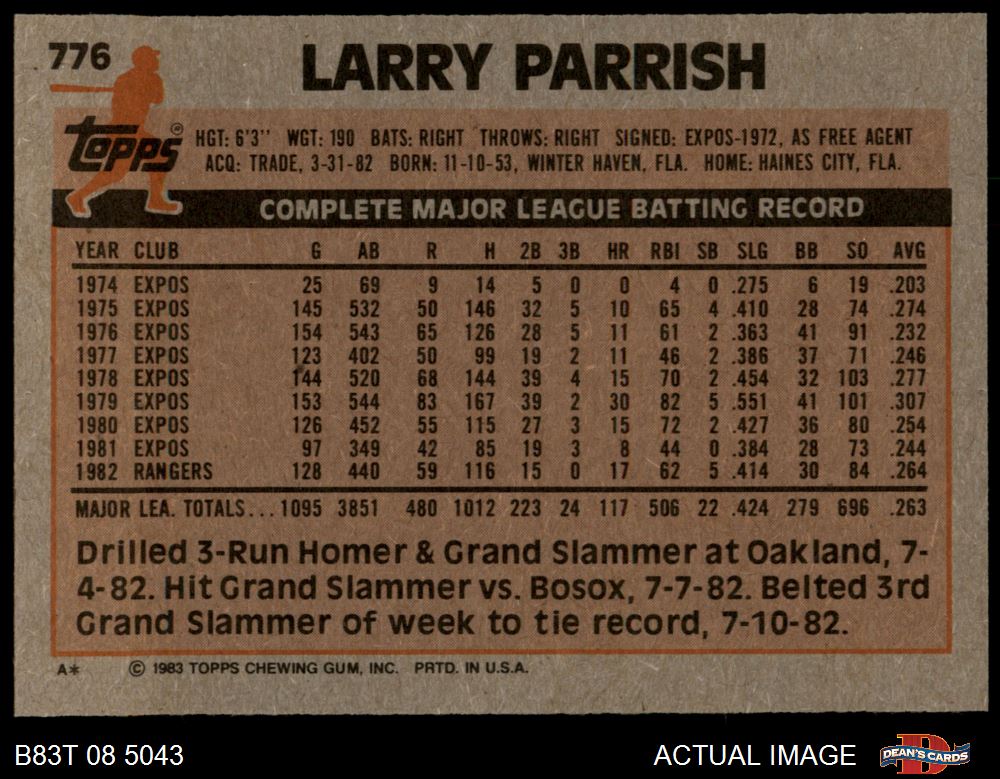 776
LARRY PARRISH
Topps®
HGT: 6'3'' WGT: 190 BATS: RIGHT THROWS: RIGHT SIGNED: EXPOS-1972, AS FREE AGENT
ACQ: TRADE, 3-31-82 BORN: 11-10-53, WINTER HAVEN, FLA. HOME: HAINES CITY, FLA.
COMPLETE MAJOR LEAGUE BATTING RECORD
YEAR CLUB G AB R H 2B 3B HR RBI SB SLG BB SO AVG
1974 EXPOS 25 69 9 14 5 0 0 4 0 .275 6 19 .203
1975 EXPOS 145 532 50 146 32 5 10 65 4 .410 28 74 .274
1976 EXPOS 154 543 65 126 28 5 11 61 2 .363 41 91 .232
1977 EXPOS 123 402 50 99 19 2 11 46 2 .386 37 71 .246
1978 EXPOS 144 520 68 144 39 4 15 70 2 .454 32 103 .277
1979 EXPOS 153 544 83 167 39 2 30 82 5 .551 41 101 .307
1980 EXPOS 126 452 55 115 27 3 15 72 2 .427 36 80 .254
1981 EXPOS 97 349 42 85 19 3 8 44 0 .384 28 73 .244
1982 RANGERS 128 440 59 116 15 0 17 62 5 .414 30 84 .264
MAJOR LEA. TOTALS... 1095 3851 480 1012 223 24 117 506 22 .424 279 696 .263
Drilled 3-Run Homer & Grand Slammer at Oakland, 7-
4-82. Hit Grand Slammer vs. Bosox, 7-7-82. Belted 3rd
Grand Slammer of week to tie record, 7-10-82.
A* © 1983 TOPPS CHEWING GUM, INC. PRTD. IN U.S.A.
B83T 08 5043 ACTUAL IMAGE DEAN'S CARDS